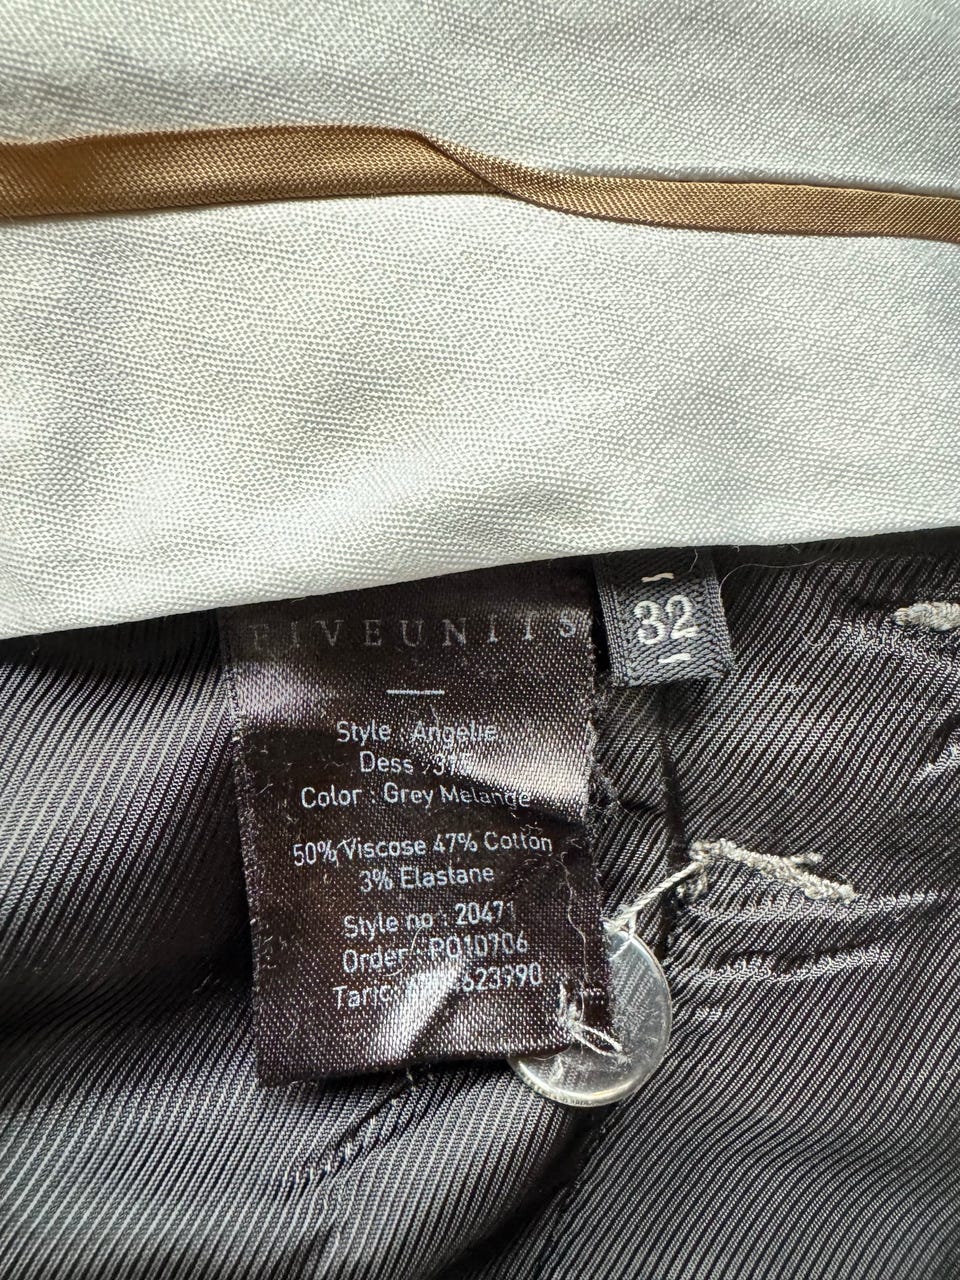 FIVEUNITS
32
Style : Angelie
Dess :
Color : Grey Melange
50% Viscose 47% Cotton
3% Elastane
Style no : 20471
Order : PO10706
Taric :